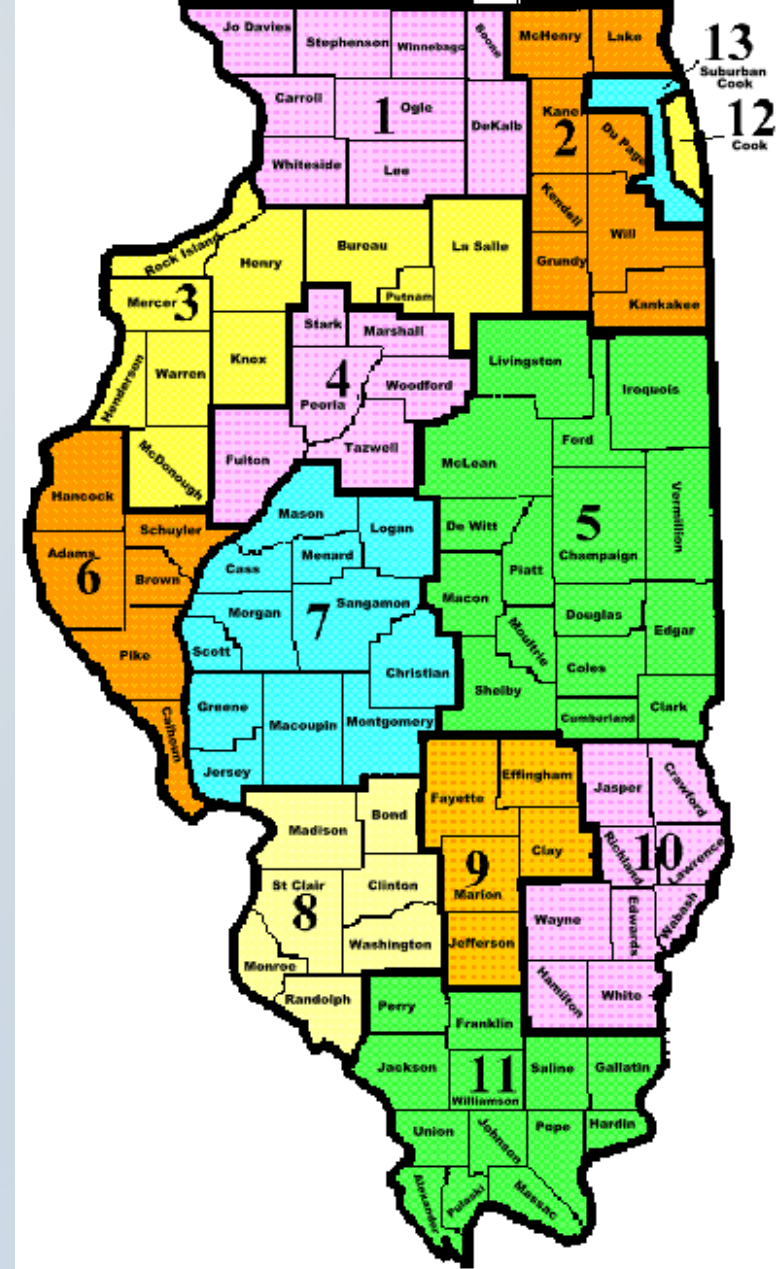 Jo Davies
Stephenson
Winnebago
Boone
McHenry
Lake
13
Suburban
Cook
Carroll
1
Ogle
DeKalb
Kane
2
Du Page
12
Cook
Whiteside
Lee
Kendell
Will
Grundy
Kankakee
Rock Island
Henry
Bureau
La Salle
Putnam
Mercer
3
Henderson
Warren
Knox
McDonough
Stark
Marshall
4
Peoria
Woodford
Tazwell
Fulton
Livingston
Iroquois
Ford
McLean
De Witt
5
Champaign
Vermillion
Piatt
Macon
Moultrie
Douglas
Edgar
Coles
Shelby
Cumberland
Clark
Hancock
Schuyler
Adams
6
Brown
Pike
Calhoun
Mason
Logan
Cass
Menard
Morgan
7
Sangamon
Scott
Christian
Greene
Macoupin
Montgomery
Jersey
Madison
Bond
St Clair
Clinton
8
Washington
Monroe
Randolph
Fayette
Effingham
9
Clay
Marion
Jefferson
Jasper
Crawford
Richland
10
Lawrence
Wayne
Edwards
Wabash
Hamilton
White
Perry
Franklin
Jackson
11
Williamson
Saline
Gallatin
Union
Johnson
Pope
Hardin
Alexander
Pulaski
Massac